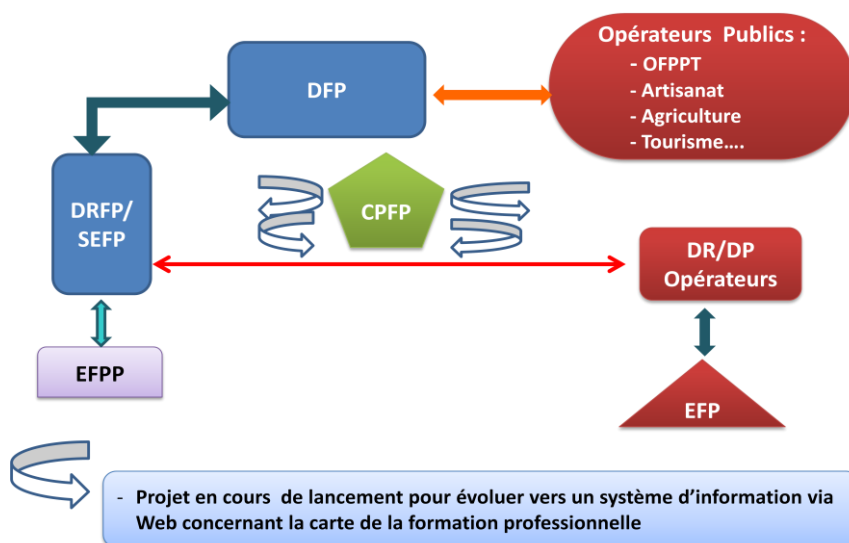 Opérateurs Publics :
- OFPPT
- Artisanat
- Agriculture
- Tourisme....
DFP
DRFP/
SEFP
CPFP
DR/DP
Opérateurs
EFPP
EFP
- Projet en cours de lancement pour évoluer vers un système d'information via
Web concernant la carte de la formation professionnelle